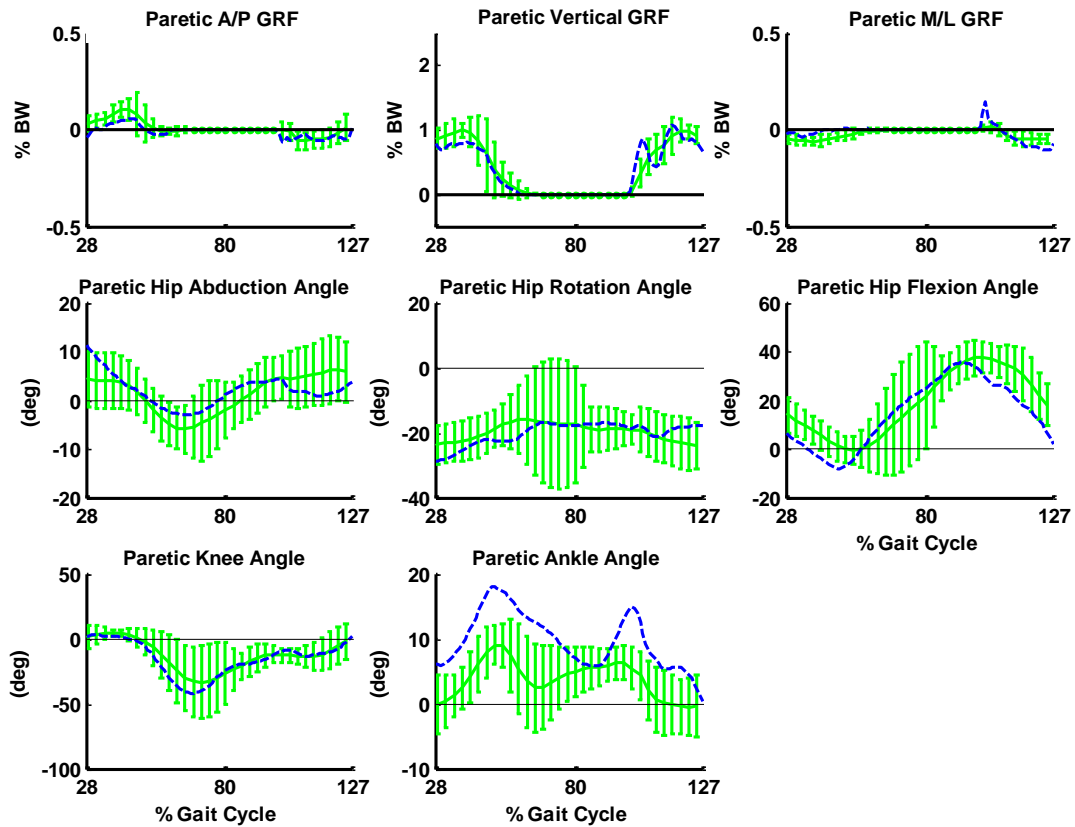 Paretic A/P GRF
Paretic Vertical GRF
Paretic M/L GRF
0.5
0
-0.5
% BW
28
80
127
2
1
0
% BW
28
80
127
0.5
0
-0.5
% BW
28
80
127
Paretic Hip Abduction Angle
Paretic Hip Rotation Angle
Paretic Hip Flexion Angle
20
10
0
-10
-20
(deg)
28
80
127
0
-20
-40
(deg)
28
80
127
60
40
20
0
-20
(deg)
28
80
127
% Gait Cycle
Paretic Knee Angle
Paretic Ankle Angle
50
0
-50
-100
(deg)
28
80
127
% Gait Cycle
20
10
0
-10
(deg)
28
80
127
% Gait Cycle